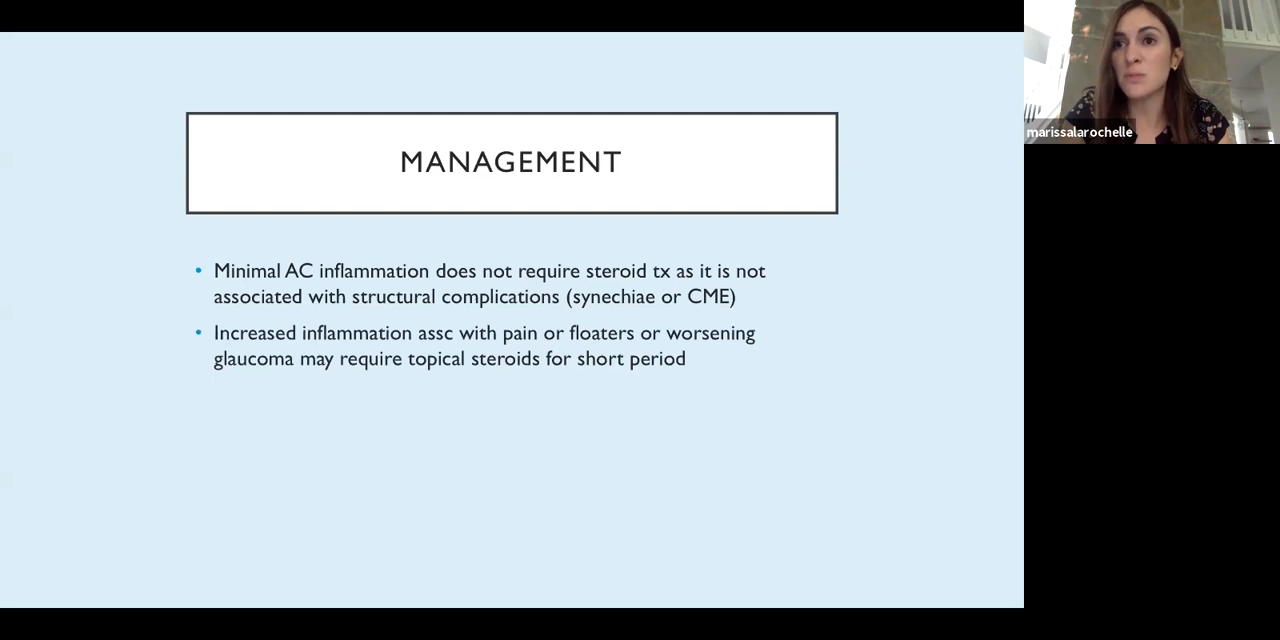 MANAGEMENT
• Minimal AC inflammation does not require steroid tx as it is not
associated with structural complications (synechiae or CME)
• Increased inflammation assc with pain or floaters or worsening
glaucoma may require topical steroids for short period
marissalarochelle